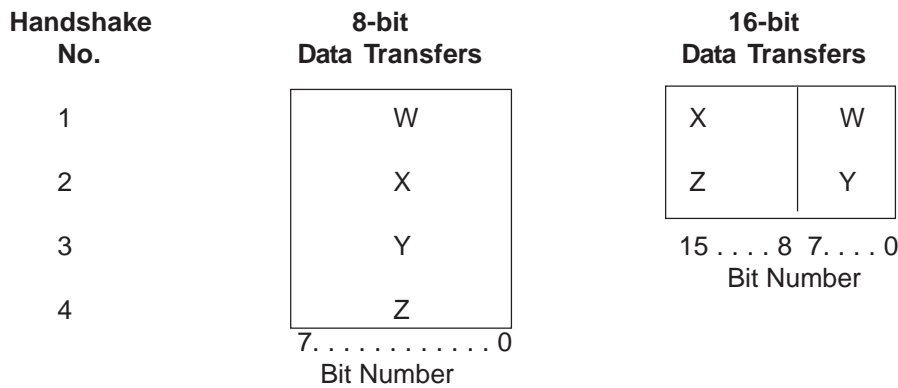 Handshake 8-bit 16-bit
No. Data Transfers Data Transfers
1 W X W
2 X Z Y
3 Y 15 . . . . 8 7. . . . 0
Bit Number
4 Z
7. . . . . . . . . . . . 0
Bit Number